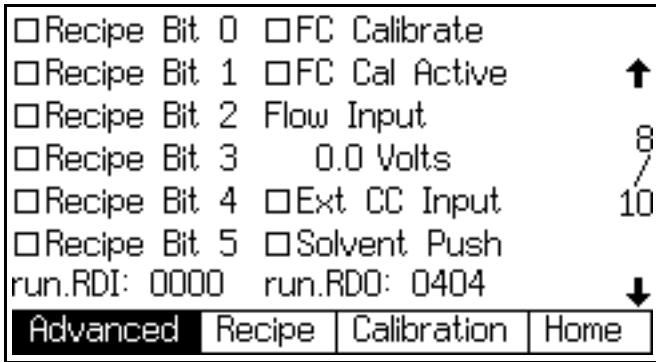 □Recipe Bit 0 □FC Calibrate
□Recipe Bit 1 □FC Cal Active ↑
□Recipe Bit 2 Flow Input
□Recipe Bit 3 0.0 Volts 8/10
□Recipe Bit 4 □Ext CC Input
□Recipe Bit 5 □Solvent Push
run.RDI: 0000 run.RDO: 0404 ↓
Advanced Recipe Calibration Home